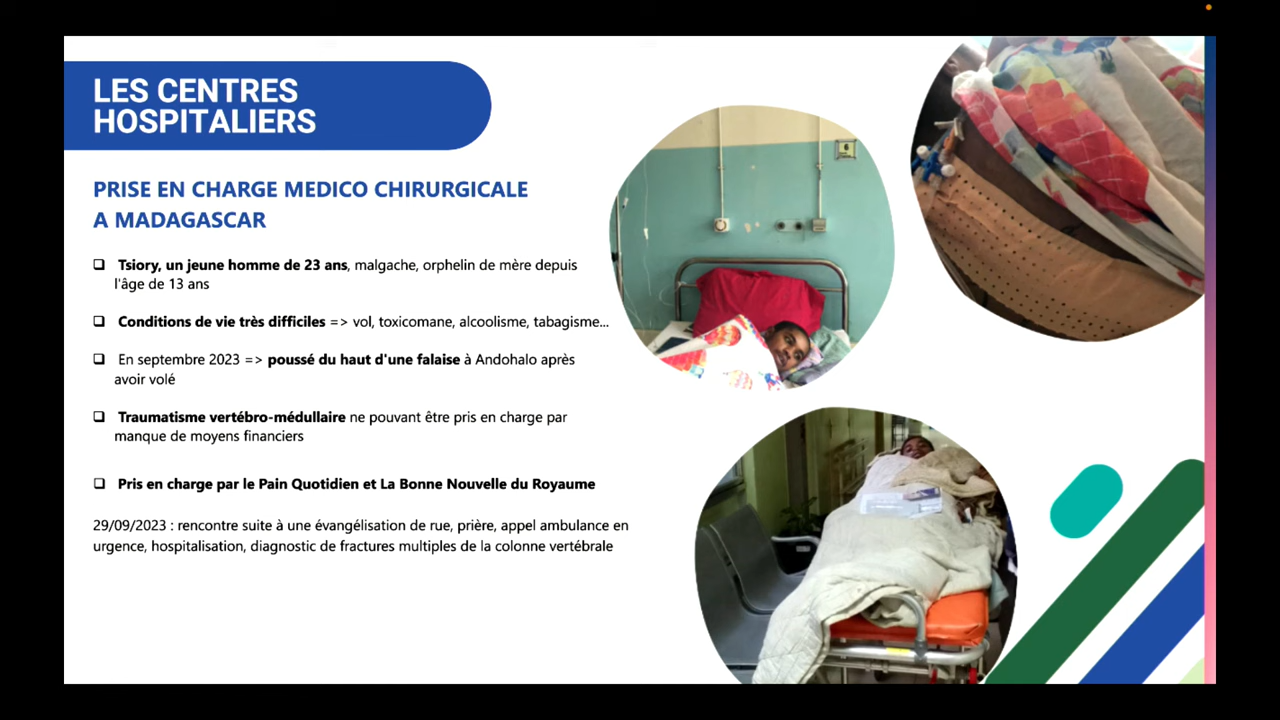 LES CENTRES
HOSPITALIERS
PRISE EN CHARGE MEDICO CHIRURGICALE
A MADAGASCAR
Tsiory, un jeune homme de 23 ans, malgache, orphelin de mère depuis
l'âge de 13 ans
Conditions de vie très difficiles => vol, toxicomane, alcoolisme, tabagisme...
En septembre 2023 => poussé du haut d'une falaise à Andohalo après
avoir volé
Traumatisme vertébro-médullaire ne pouvant être pris en charge par
manque de moyens financiers
Pris en charge par le Pain Quotidien et La Bonne Nouvelle du Royaume
29/09/2023 : rencontre suite à une évangélisation de rue, prière, appel ambulance en
urgence, hospitalisation, diagnostic de fractures multiples de la colonne vertébrale
6